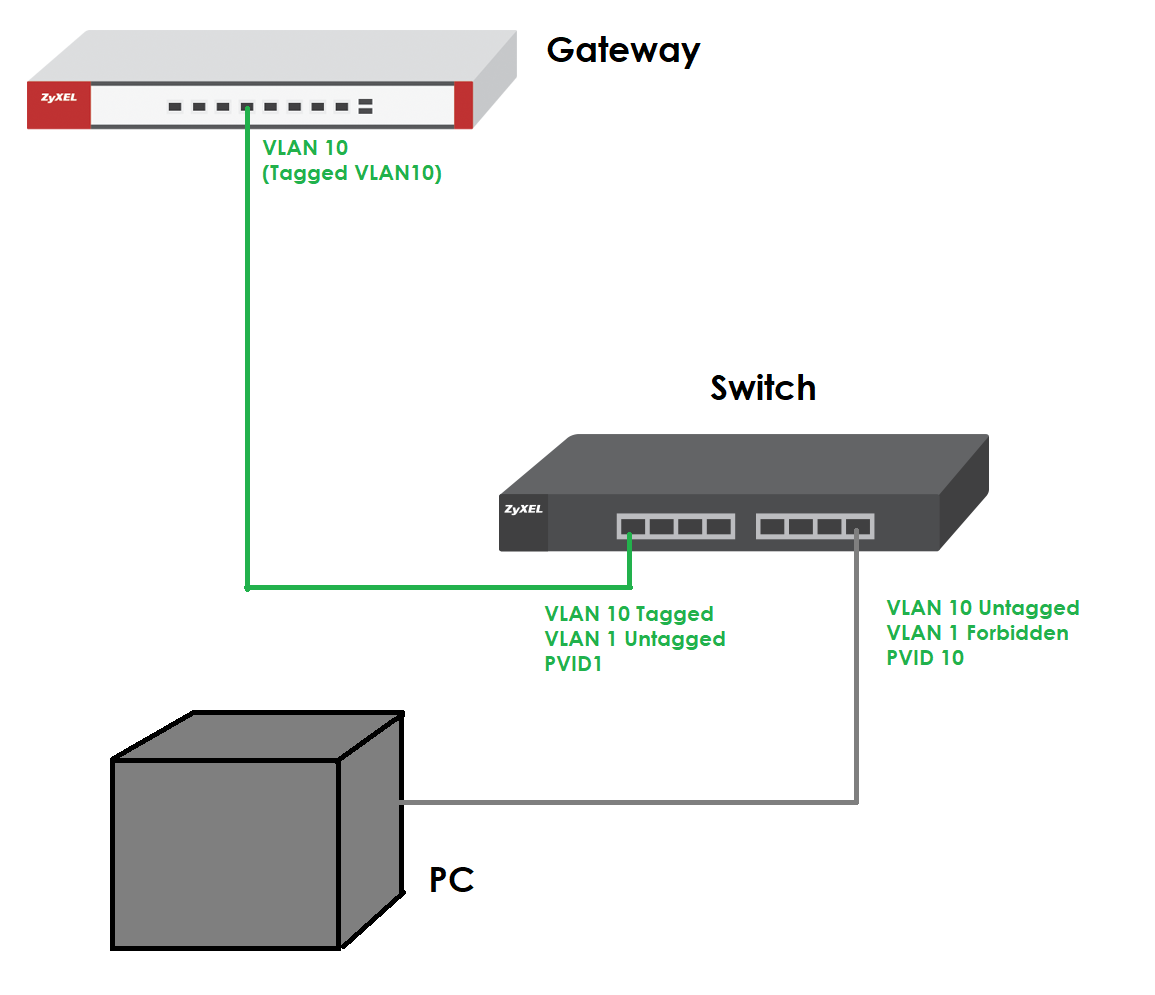 Gateway
ZyXEL
VLAN 10
(Tagged VLAN10)
Switch
ZyXEL
VLAN 10 Tagged
VLAN 1 Untagged
PVID1
VLAN 10 Untagged
VLAN 1 Forbidden
PVID 10
PC